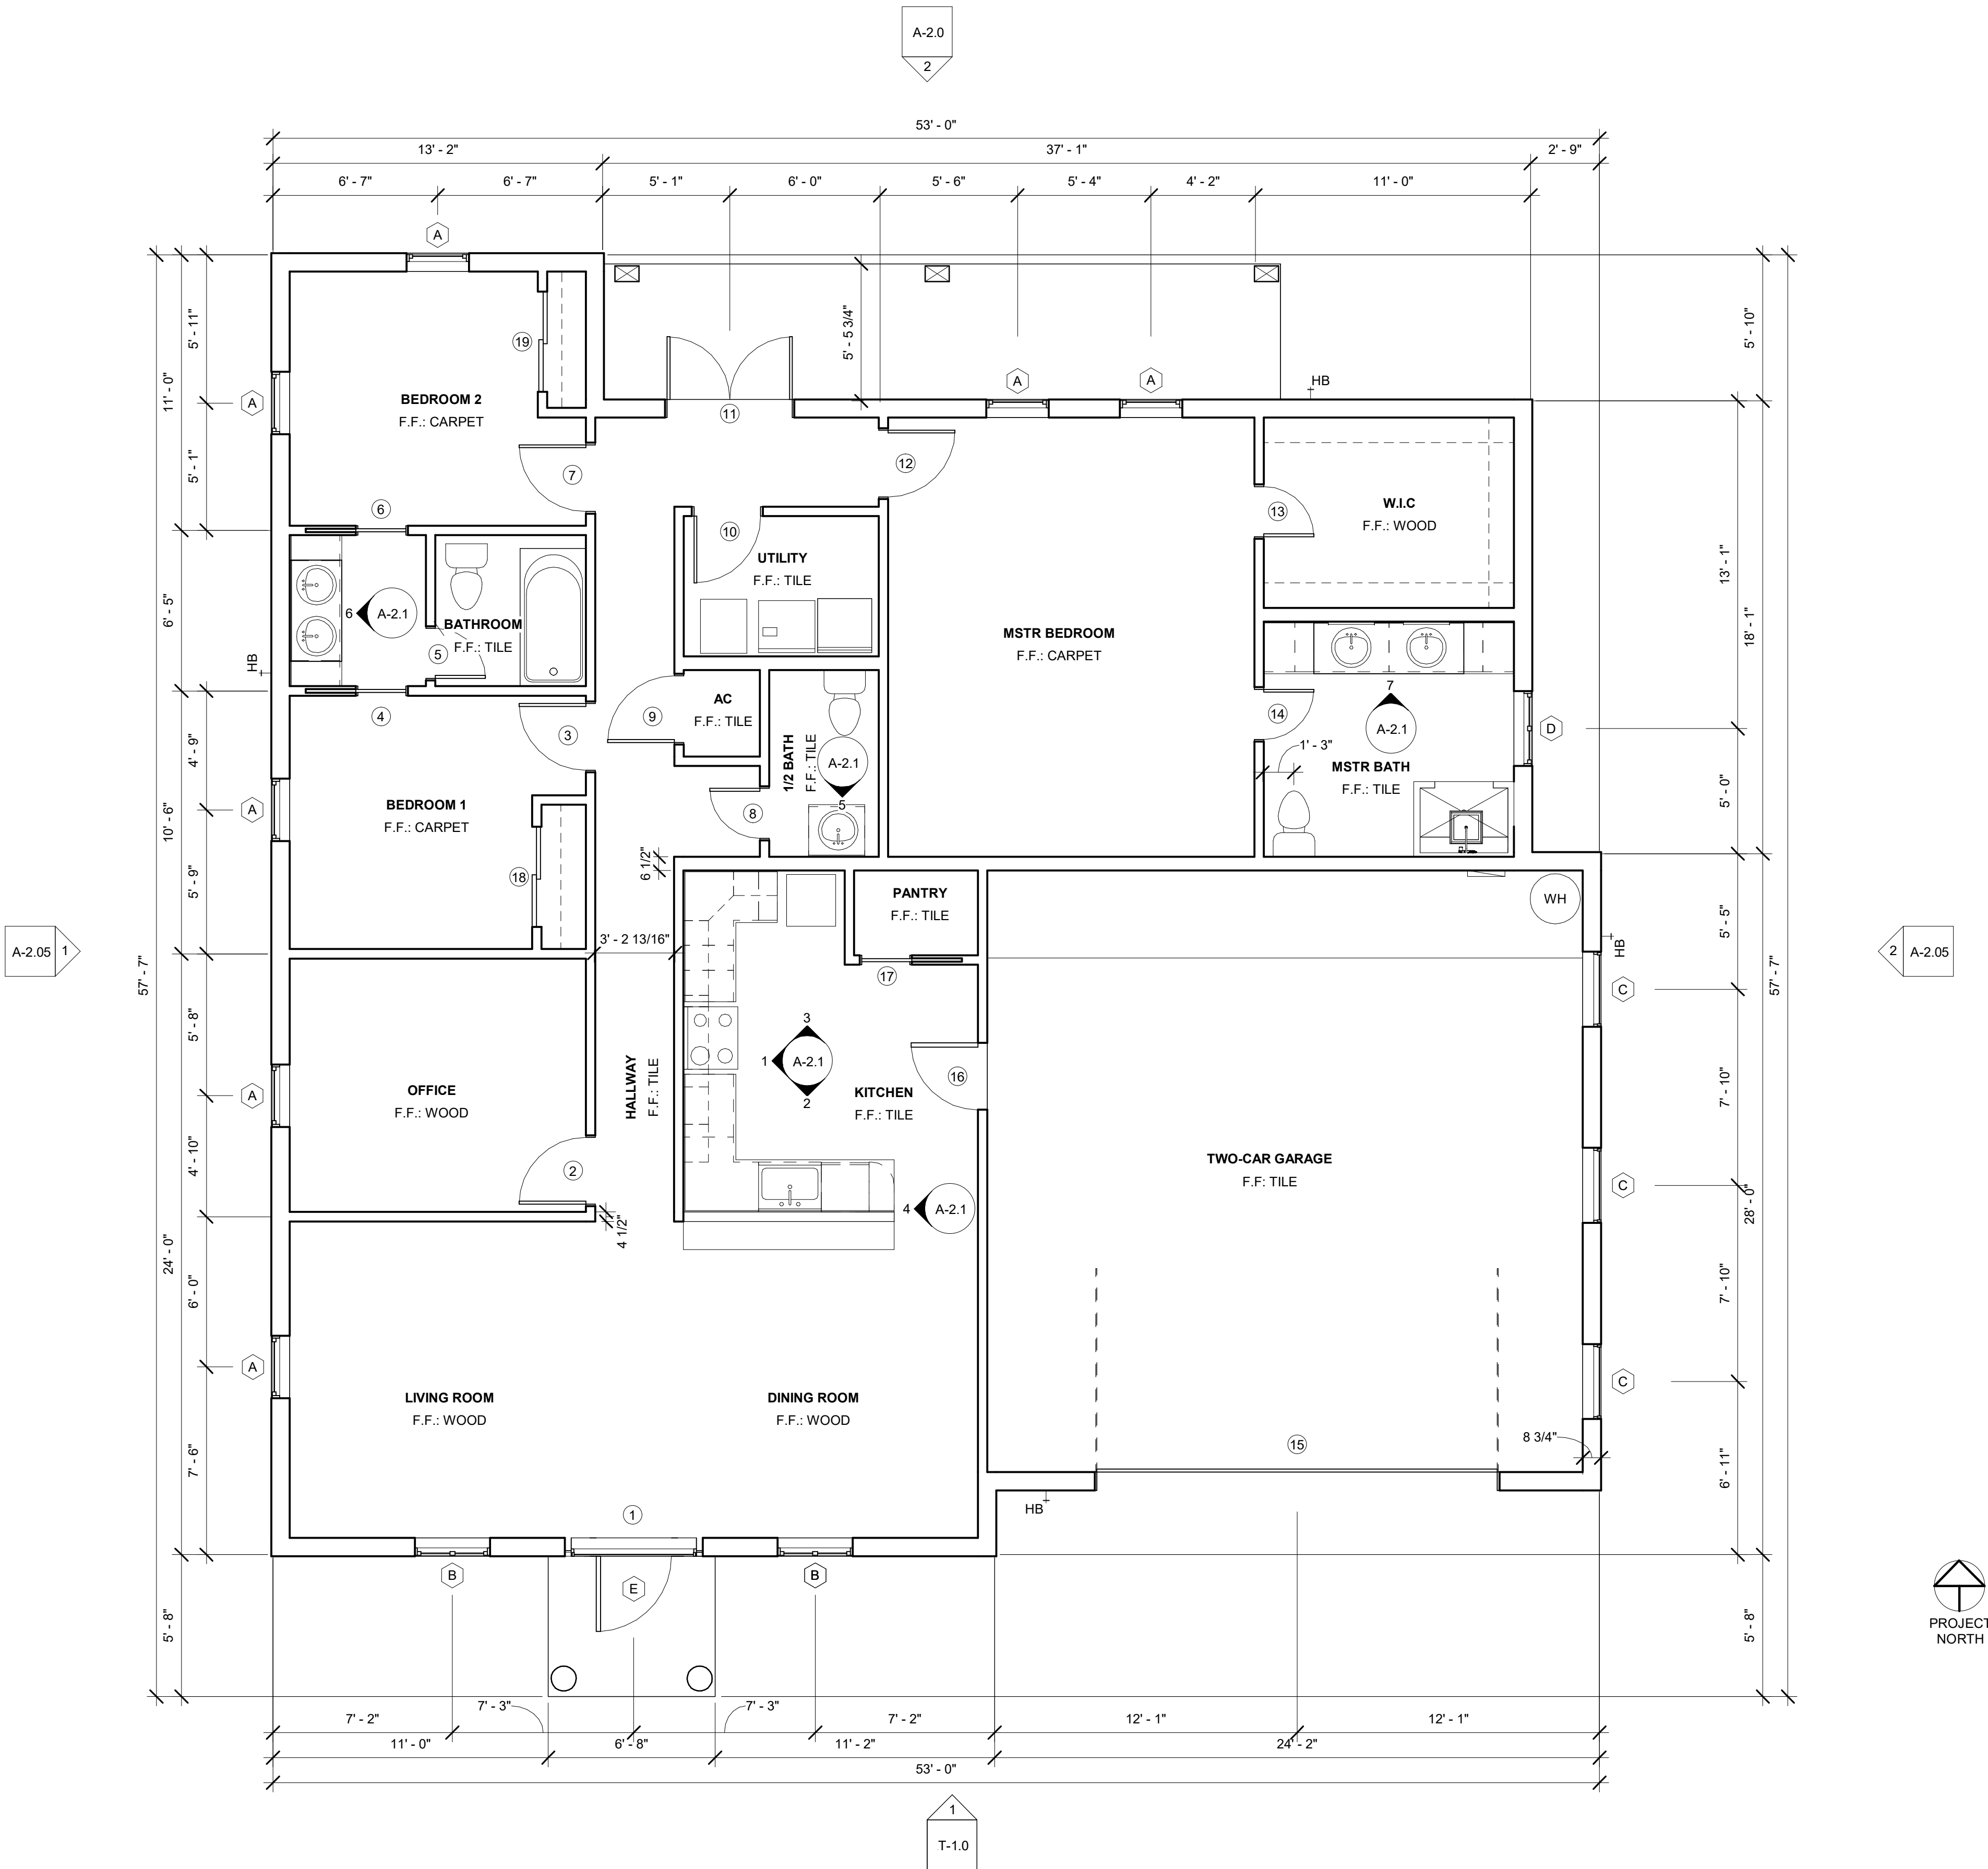 A-2.0
2
53' - 0"
13' - 2"
37' - 1"
2' - 9"
6' - 7"
6' - 7"
5' - 1"
6' - 0"
5' - 6"
5' - 4"
4' - 2"
11' - 0"
A
5' - 11"
11' - 0"
5' - 1"
A
19
BEDROOM 2
F.F.: CARPET
7
6
5' - 5 3/4"
11
A
A
HB
5' - 10"
12
13
W.I.C
F.F.: WOOD
10
UTILITY
F.F.: TILE
13' - 1"
18' - 1"
6' - 5"
HB
6
A-2.1
BATHROOM
F.F.: TILE
5
MSTR BEDROOM
F.F.: CARPET
4
3
9
AC
F.F.: TILE
1/2 BATH
F.F.: TILE
A-2.1
5
8
7
A-2.1
14
1' - 3"
MSTR BATH
F.F.: TILE
D
5' - 0"
4' - 9"
10' - 6"
5' - 9"
A
BEDROOM 1
F.F.: CARPET
18
6 1/2"
PANTRY
F.F.: TILE
WH
HB
5' - 5"
3' - 2 13/16"
17
A-2.05
1
2
A-2.05
57' - 7"
57' - 7"
C
5' - 8"
24' - 0"
4' - 10"
A
OFFICE
F.F.: WOOD
2
HALLWAY
F.F.: TILE
3
1
A-2.1
2
KITCHEN
F.F.: TILE
16
7' - 10"
TWO-CAR GARAGE
F.F: TILE
C
28' - 0"
4
A-2.1
4 1/2"
6' - 0"
7' - 10"
A
LIVING ROOM
F.F.: WOOD
DINING ROOM
F.F.: WOOD
C
7' - 6"
15
8 3/4"
6' - 11"
1
HB
B
E
B
5' - 8"
5' - 8"
PROJECT
NORTH
7' - 2"
7' - 3"
7' - 3"
7' - 2"
12' - 1"
12' - 1"
11' - 0"
6' - 8"
11' - 2"
24' - 2"
53' - 0"
1
T-1.0